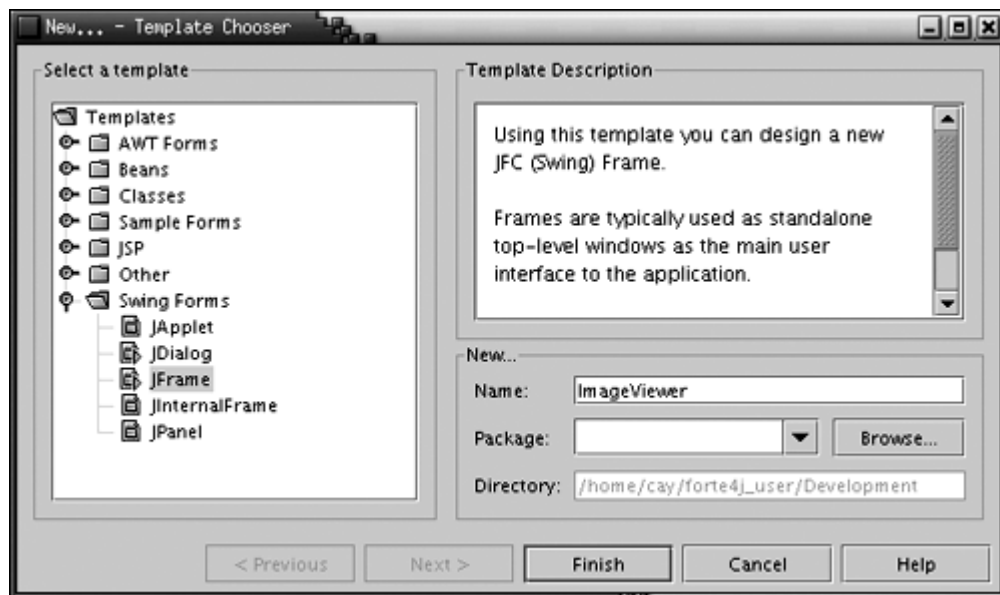 New... - Template Chooser
Select a template
Templates
AWT Forms
Beans
Classes
Sample Forms
JSP
Other
Swing Forms
JApplet
JDialog
JFrame
JInternalFrame
JPanel
Template Description
Using this template you can design a new
JFC (Swing) Frame.
Frames are typically used as standalone
top-level windows as the main user
interface to the application.
New...
Name: ImageViewer
Package: Browse...
Directory: /home/cay/forte4j_user/Development
< Previous Next > Finish Cancel Help